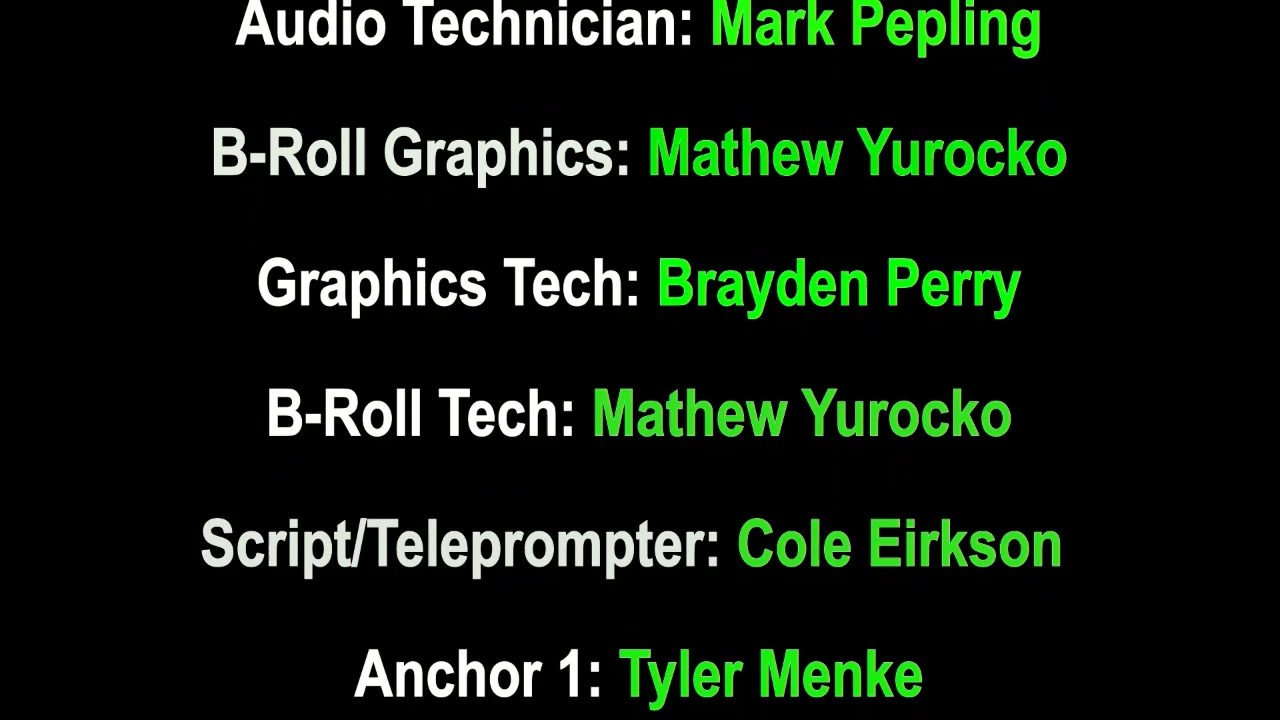 Audio Technician: Mark Pepling
B-Roll Graphics: Mathew Yurocko
Graphics Tech: Brayden Perry
B-Roll Tech: Mathew Yurocko
Script/Teleprompter: Cole Eirkson
Anchor 1: Tyler Menke